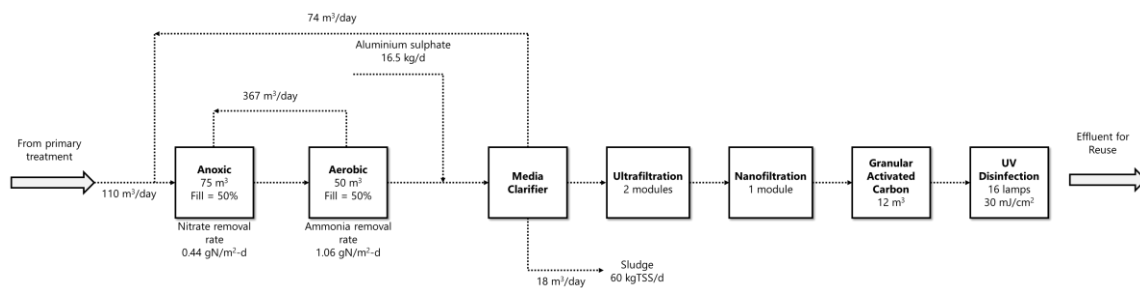 74 m³/day
Aluminium sulphate
16.5 kg/d
367 m³/day
From primary
treatment
110 m³/day
Anoxic
75 m³
Fill = 50%
Nitrate removal
rate
0.44 gN/m²-d
Aerobic
50 m³
Fill = 50%
Ammonia removal
rate
1.06 gN/m²-d
Media
Clarifier
18 m³/day
Sludge
60 kgTSS/d
Ultrafiltration
2 modules
Nanofiltration
1 module
Granular
Activated
Carbon
12 m³
UV
Disinfection
16 lamps
30 mJ/cm²
Effluent for
Reuse